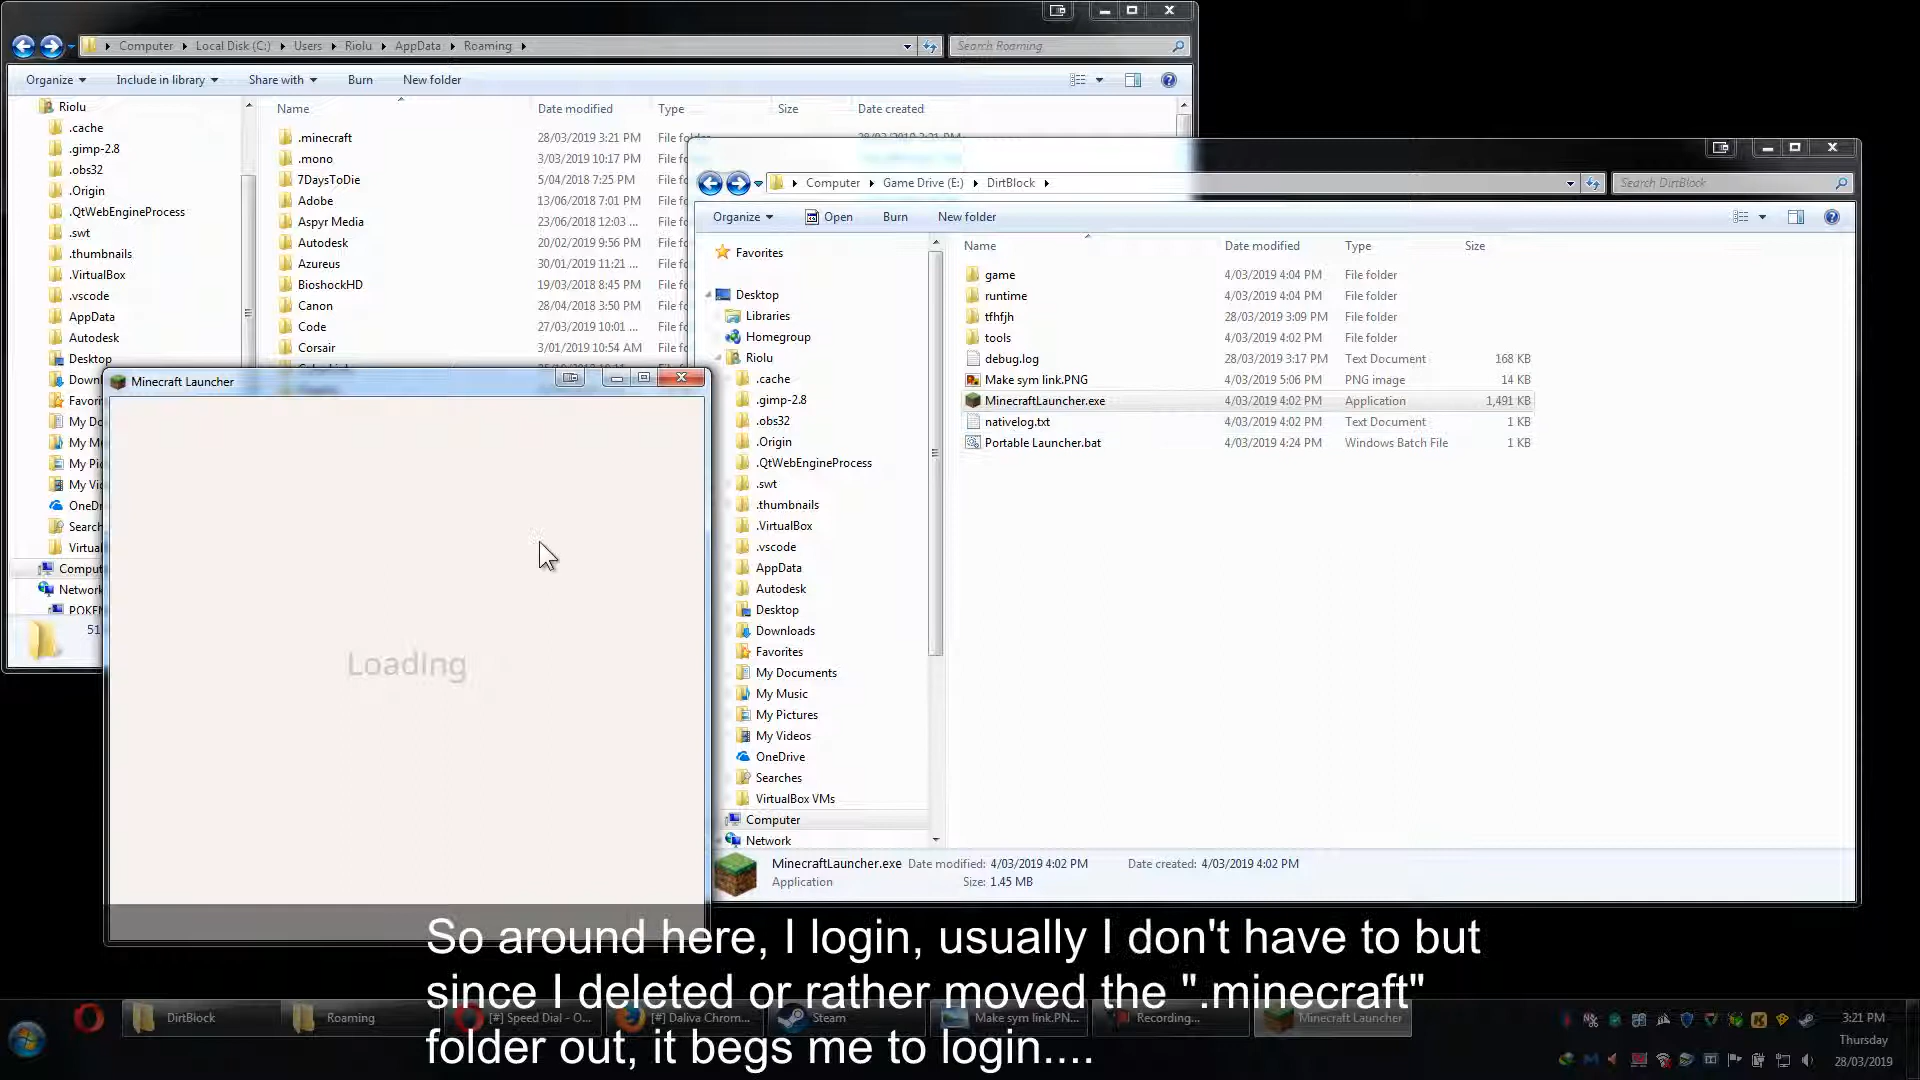 Computer Local Disk (C:) Users Riolu AppData Roaming
Search Roaming
Organize Include in library Share with Burn New folder
Name Date modified Type Size Date created
Riolu
.cache
.gimp-2.8
.obs32
.Origin
.QtWebEngineProcess
.swt
.thumbnails
.VirtualBox
.vscode
AppData
Autodesk
Desktop
Down
Favor
My Do
My M
My Pi
My Vi
OneDr
Search
Virtua
Comput
Network
POKE
51
.minecraft 28/03/2019 3:21 PM File folder 28/03/2019 3:21 PM
.mono 3/03/2019 10:17 PM File fo
7DaysToDie 5/04/2018 7:25 PM File fo
Adobe 13/06/2018 7:01 PM File fo
Aspyr Media 23/06/2018 12:03 ... File fo
Autodesk 20/02/2019 9:56 PM File fo
Azureus 30/01/2019 11:21 ... File fo
BioshockHD 19/03/2018 8:45 PM File fo
Canon 28/04/2018 3:50 PM File fo
Code 27/03/2019 10:01 ... File fo
Corsair 3/01/2019 10:54 AM File fo
Computer Game Drive (E:) DirtBlock
Search DirtBlock
Organize Open Burn New folder
Name Date modified Type Size
Favorites
Desktop
Libraries
Homegroup
Riolu
.cache
.gimp-2.8
.obs32
.Origin
.QtWebEngineProcess
.swt
.thumbnails
.VirtualBox
.vscode
AppData
Autodesk
Desktop
Downloads
Favorites
My Documents
My Music
My Pictures
My Videos
OneDrive
Searches
VirtualBox VMs
Computer
Network
game 4/03/2019 4:04 PM File folder
runtime 4/03/2019 4:04 PM File folder
tfhfjh 28/03/2019 3:09 PM File folder
tools 4/03/2019 4:02 PM File folder
debug.log 28/03/2019 3:17 PM Text Document 168 KB
Make sym link.PNG 4/03/2019 5:06 PM PNG image 14 KB
MinecraftLauncher.exe 4/03/2019 4:02 PM Application 1,491 KB
nativelog.txt 4/03/2019 4:02 PM Text Document 1 KB
Portable Launcher.bat 4/03/2019 4:24 PM Windows Batch File 1 KB
MinecraftLauncher.exe Date modified: 4/03/2019 4:02 PM Date created: 4/03/2019 4:02 PM
Application Size: 1.45 MB
Minecraft Launcher
Loading
So around here, I login, usually I don't have to but
since I deleted or rather moved the ".minecraft"
folder out, it begs me to login....
DirtBlock Roaming [#] Speed Dial - O... [#] Daliva Chrom... Steam Make sym link.PN... Recording... Minecraft Launcher
3:21 PM
Thursday
28/03/2019